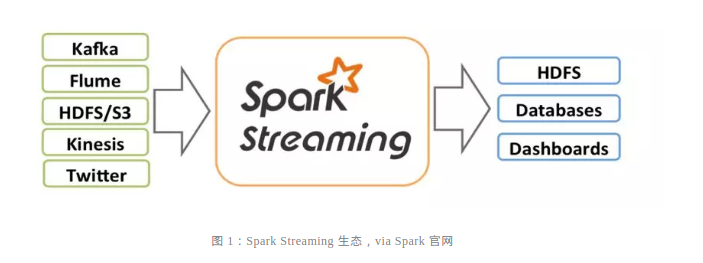 Kafka
Flume
HDFS/S3
Kinesis
Twitter
Spark
Streaming
HDFS
Databases
Dashboards
图 1：Spark Streaming 生态，via Spark 官网